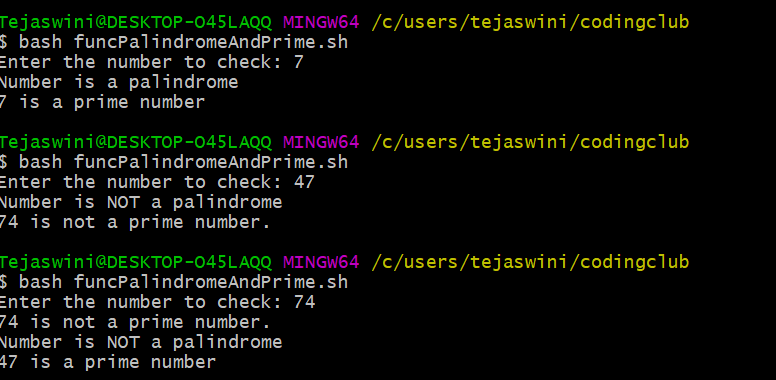 Tejaswini@DESKTOP-O45LAQQ MINGW64 /c/users/tejaswini/codingclub
$ bash funcPalindromeAndPrime.sh
Enter the number to check: 7
Number is a palindrome
7 is a prime number
Tejaswini@DESKTOP-O45LAQQ MINGW64 /c/users/tejaswini/codingclub
$ bash funcPalindromeAndPrime.sh
Enter the number to check: 47
Number is NOT a palindrome
74 is not a prime number.
Tejaswini@DESKTOP-O45LAQQ MINGW64 /c/users/tejaswini/codingclub
$ bash funcPalindromeAndPrime.sh
Enter the number to check: 74
74 is not a prime number.
Number is NOT a palindrome
47 is a prime number